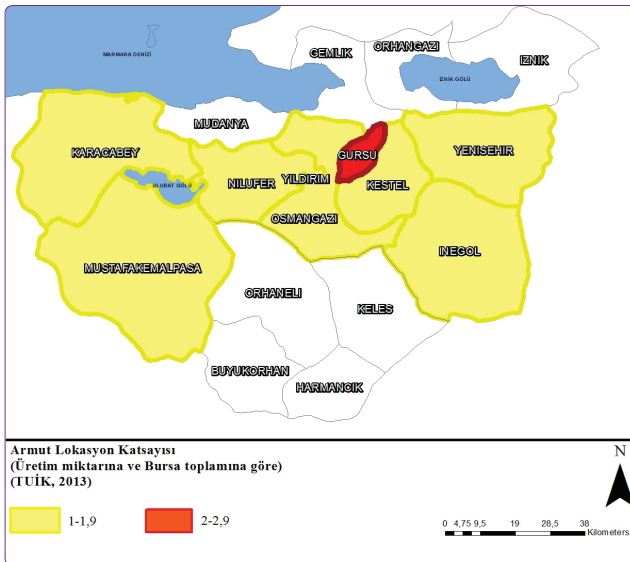 MARMARA DENİZİ
GEMLIK
ORHANGAZI
IZNIK
IZNIK GÖLÜ
MUDANYA
KARACABEY
GURSU
YENISEHIR
ULUBAT GÖLÜ
NILUFER
YILDIRIM
KESTEL
OSMANGAZI
INEGOL
MUSTAFAKEMALPASA
ORHANELI
KELES
BUYUKORHAN
HARMANCIK
Armut Lokasyon Katsayısı
(Üretim miktarına ve Bursa toplamına göre)
(TUİK, 2013)
1-1,9
2-2,9
N
0 4,75 9,5 19 28,5 38
Kilometers